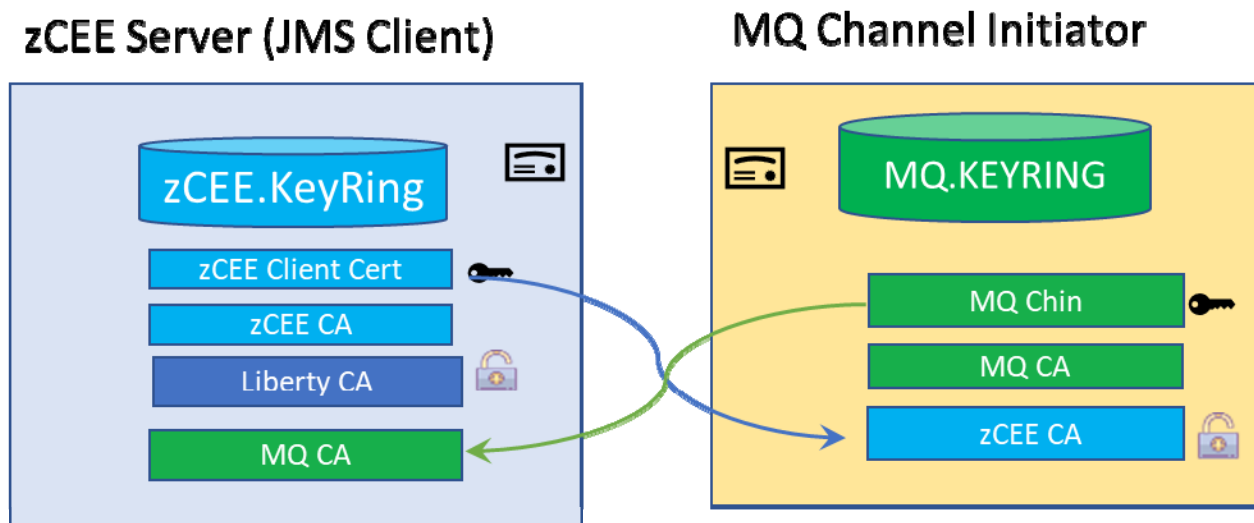 zCEE Server (JMS Client)
zCEE.KeyRing
zCEE Client Cert
zCEE CA
Liberty CA
MQ CA
MQ Channel Initiator
MQ.KEYRING
MQ Chin
MQ CA
zCEE CA